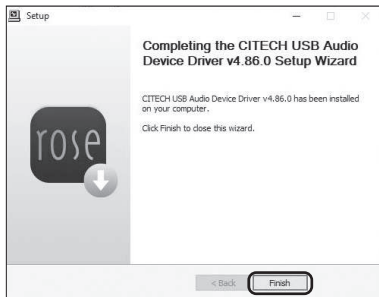 Setup
Completing the CITECH USB Audio
Device Driver v4.86.0 Setup Wizard
CITECH USB Audio Device Driver v4.86.0 has been installed
on your computer.
Click Finish to close this wizard.
rose
< Back
Finish